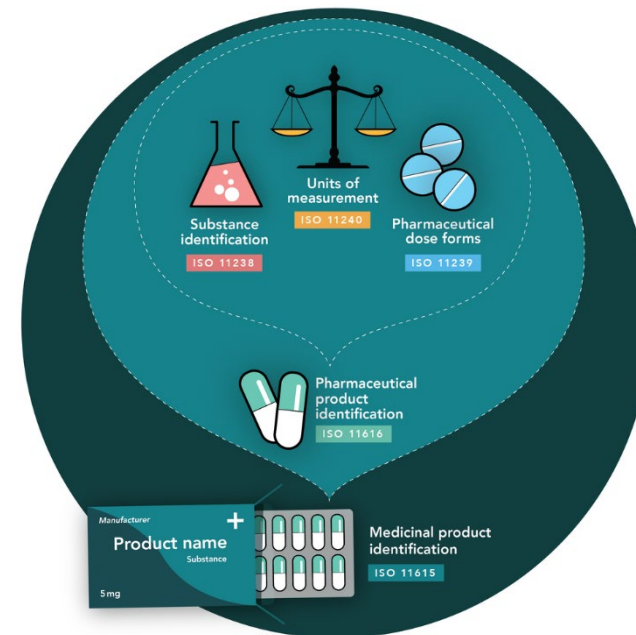 Units of
measurement
ISO 11240
Substance
identification
ISO 11238
Pharmaceutical
dose forms
ISO 11239
Pharmaceutical
product
identification
ISO 11616
Manufacturer
Product name
Substance
5mg
Medicinal product
identification
ISO 11615